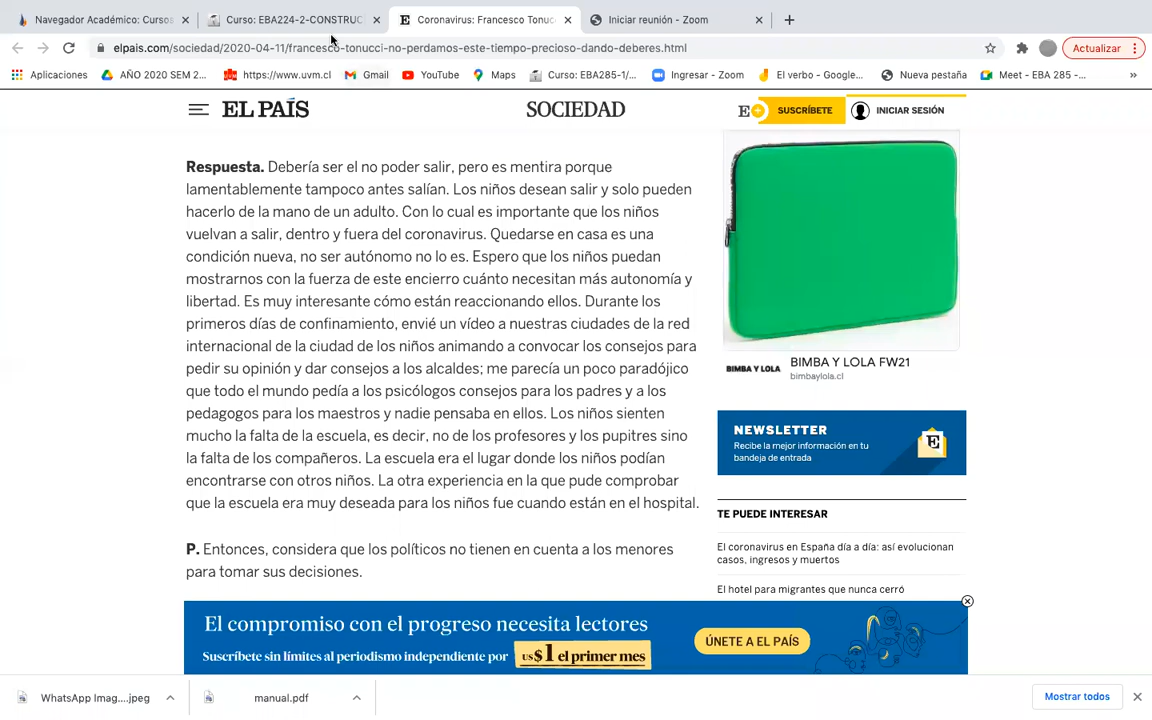 Navegador Académico: Cursos
Curso: EBA224-2-CONSTRUC
Coronavirus: Francesco Tonuc
Iniciar reunión - Zoom
elpais.com/sociedad/2020-04-11/francesco-tonucci-no-perdamos-este-tiempo-precioso-dando-deberes.html
Actualizar
Aplicaciones
AÑO 2020 SEM 2...
https://www.uvm.cl
Gmail
YouTube
Maps
Curso: EBA285-1/...
Ingresar - Zoom
El verbo - Google...
Nueva pestaña
Meet - EBA 285 -...
»
EL PAÍS
SOCIEDAD
E+
SUSCRÍBETE
INICIAR SESIÓN
Respuesta. Debería ser el no poder salir, pero es mentira porque
lamentablemente tampoco antes salían. Los niños desean salir y solo pueden
hacerlo de la mano de un adulto. Con lo cual es importante que los niños
vuelvan a salir, dentro y fuera del coronavirus. Quedarse en casa es una
condición nueva, no ser autónomo no lo es. Espero que los niños puedan
mostrarnos con la fuerza de este encierro cuánto necesitan más autonomía y
libertad. Es muy interesante cómo están reaccionando ellos. Durante los
primeros días de confinamiento, envié un vídeo a nuestras ciudades de la red
internacional de la ciudad de los niños animando a convocar los consejos para
pedir su opinión y dar consejos a los alcaldes; me parecía un poco paradójico
que todo el mundo pedía a los psicólogos consejos para los padres y a los
pedagogos para los maestros y nadie pensaba en ellos. Los niños sienten
mucho la falta de la escuela, es decir, no de los profesores y los pupitres sino
la falta de los compañeros. La escuela era el lugar donde los niños podían
encontrarse con otros niños. La otra experiencia en la que pude comprobar
que la escuela era muy deseada para los niños fue cuando están en el hospital.
P. Entonces, considera que los políticos no tienen en cuenta a los menores
para tomar sus decisiones.
BIMBA Y LOLA
BIMBA Y LOLA FW21
bimbaylola.cl
NEWSLETTER
Recibe la mejor información en tu
bandeja de entrada
E
TE PUEDE INTERESAR
El coronavirus en España día a día: así evolucionan
casos, ingresos y muertos
El hotel para migrantes que nunca cerró
El compromiso con el progreso necesita lectores
Suscríbete sin límites al periodismo independiente por US$1 el primer mes
ÚNETE A EL PAÍS
WhatsApp Imag....jpeg
manual.pdf
Mostrar todos